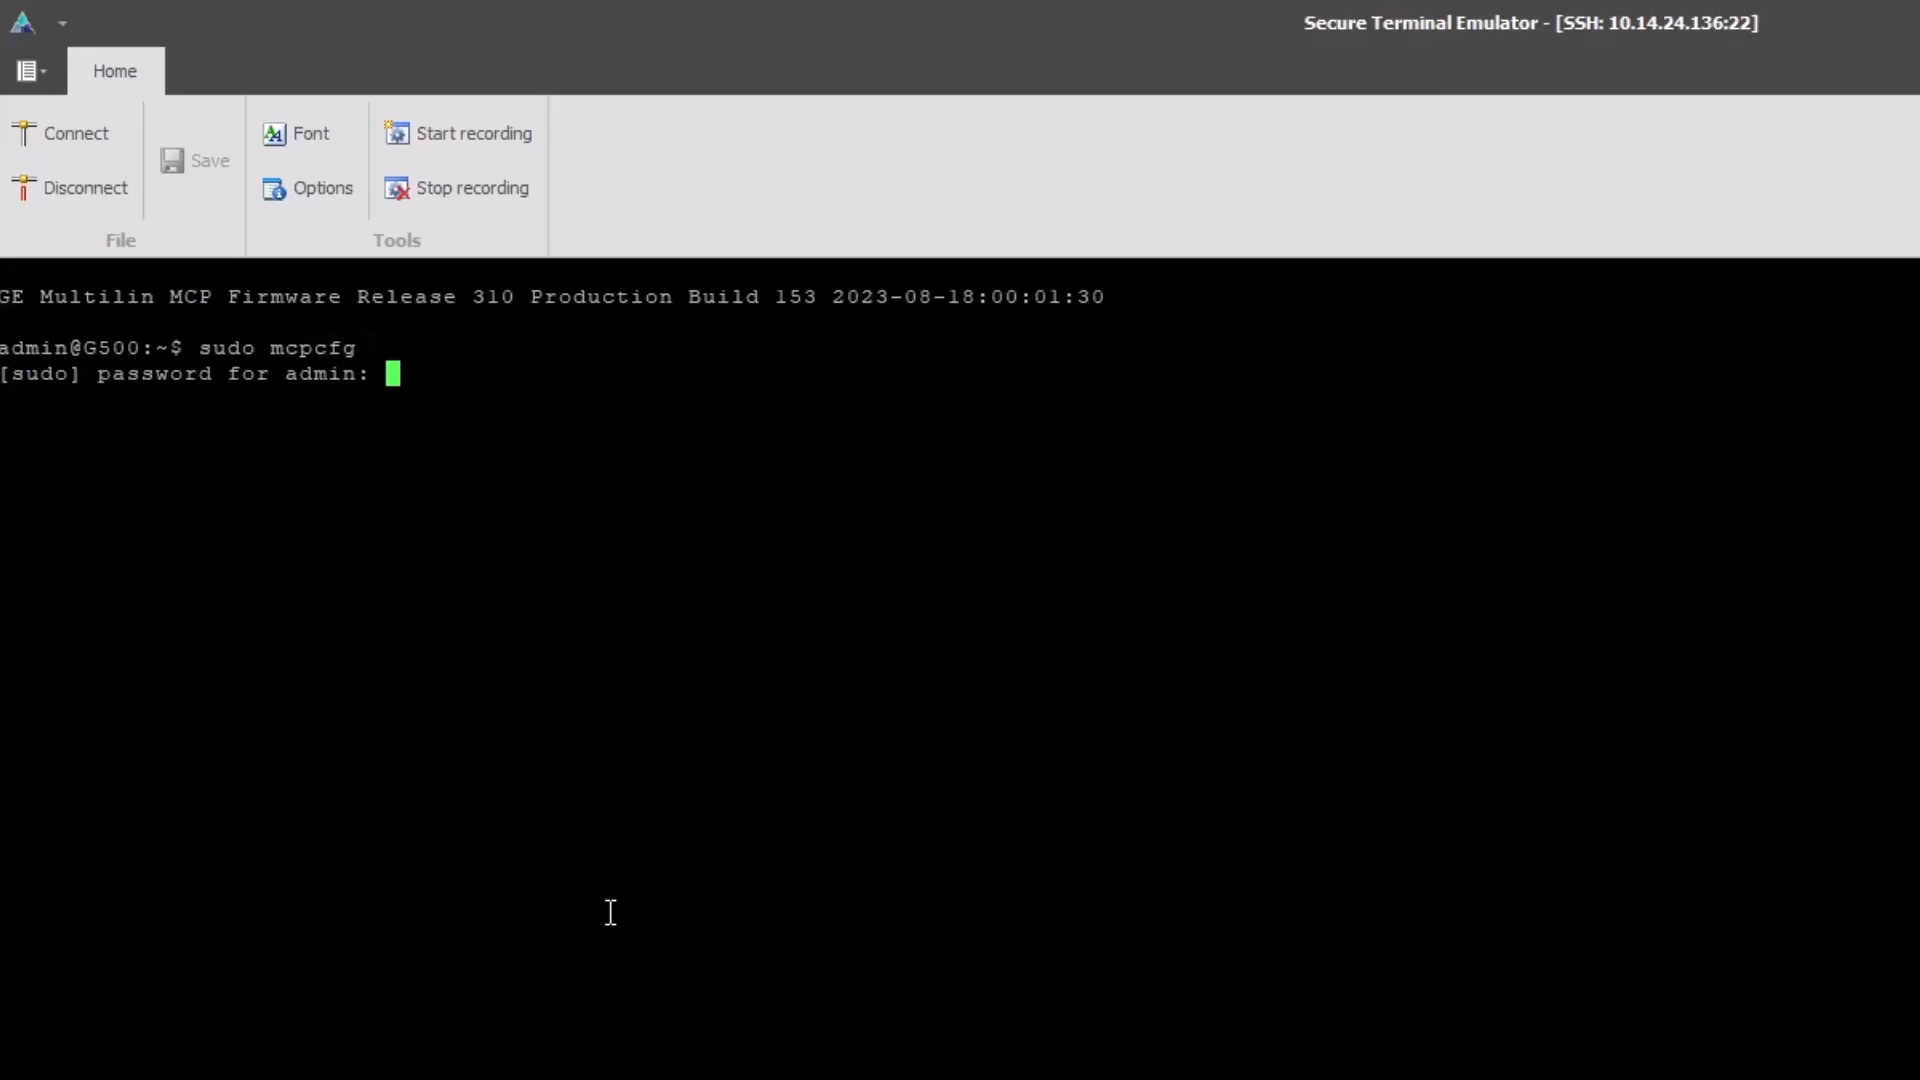 Secure Terminal Emulator - [SSH: 10.14.24.136:22]
Home
Connect
Disconnect
Save
File
Font
Options
Start recording
Stop recording
Tools
GE Multilin MCP Firmware Release 310 Production Build 153 2023-08-18:00:01:30
admin@G500:~$ sudo mcpcfg
[sudo] password for admin: